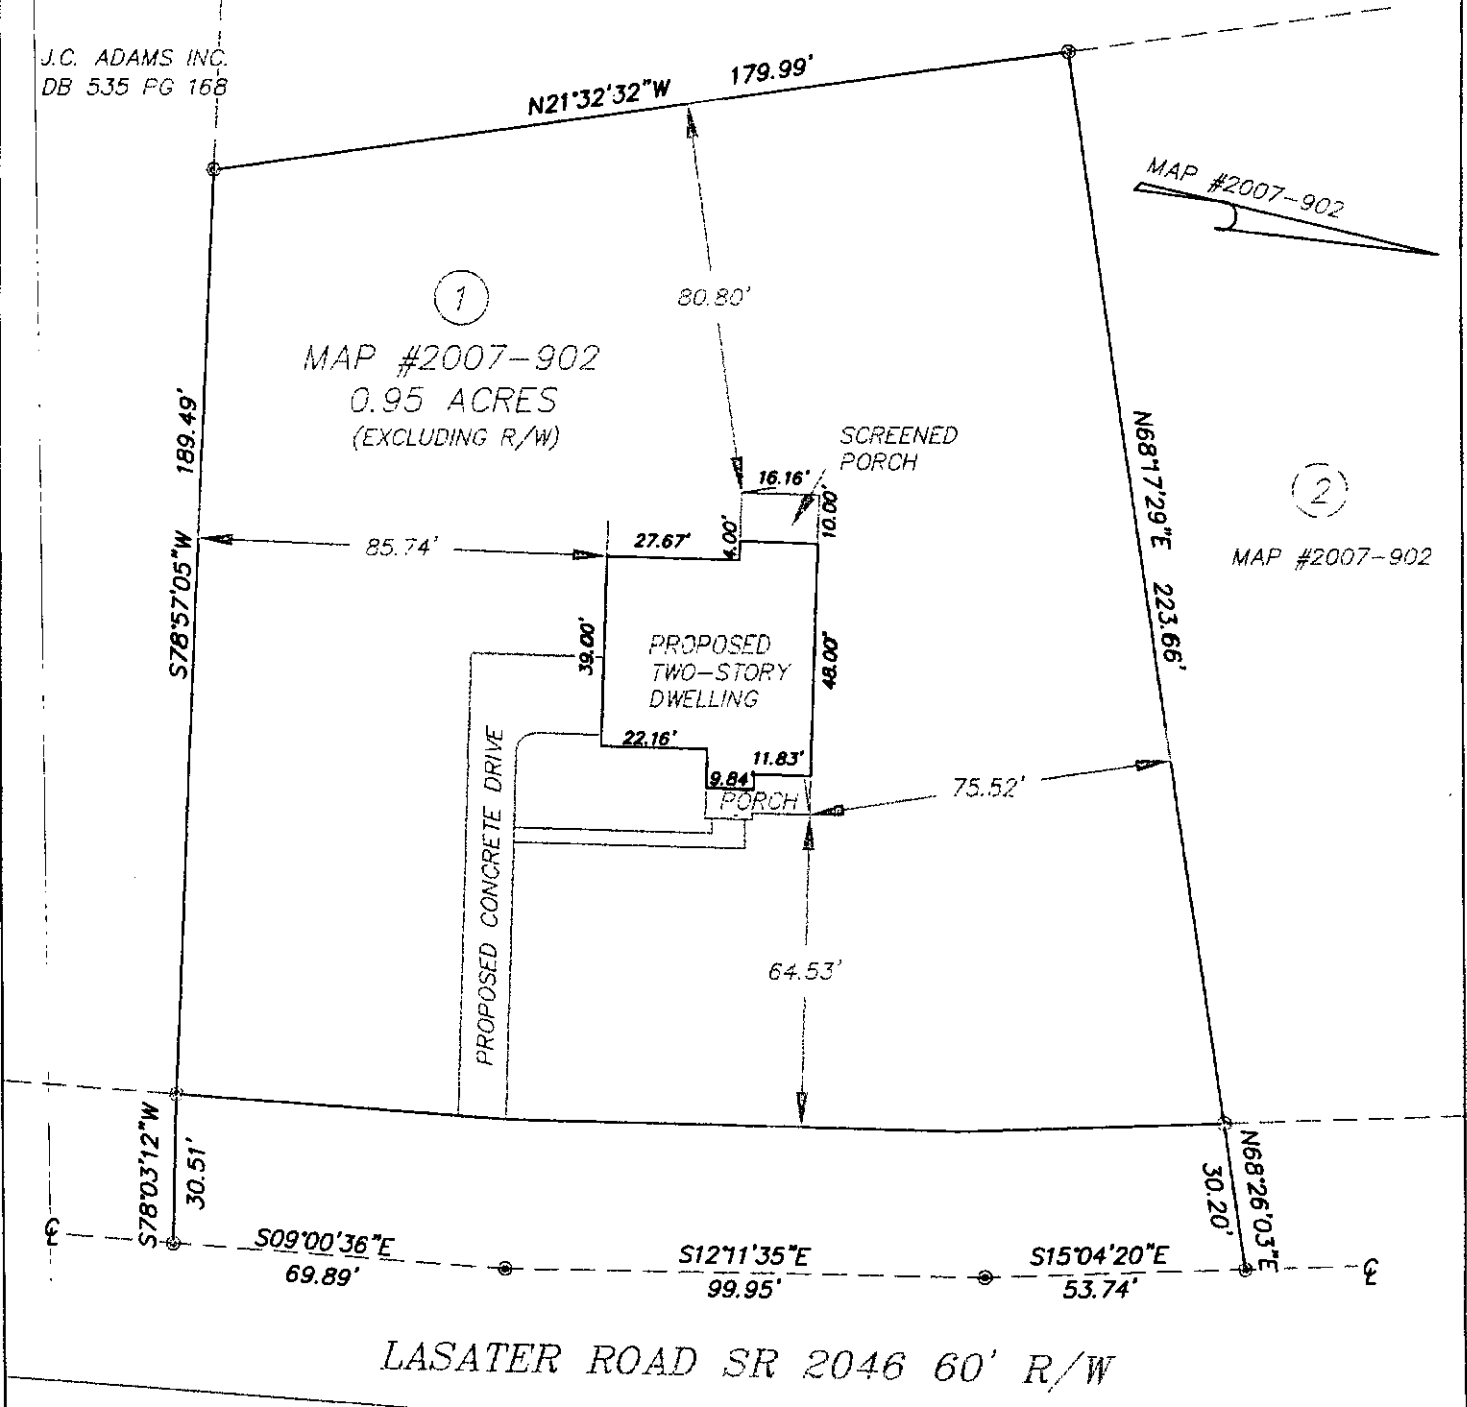 J.C. ADAMS INC.
DB 535 PG 168
N21°32'32"W 179.99'
MAP #2007-902
1
MAP #2007-902
0.95 ACRES
(EXCLUDING R/W)
80.80'
S78°57'05"W 189.49'
N68°17'29"E 223.66'
2
MAP #2007-902
SCREENED
PORCH
16.16'
10.00'
4.00'
27.67'
85.74'
39.00'
48.00'
PROPOSED
TWO-STORY
DWELLING
22.16'
11.83'
9.84
PORCH
75.52'
PROPOSED CONCRETE DRIVE
64.53'
S78°03'12"W
30.51'
N68°26'03"E
30.20'
S09°00'36"E
69.89'
S12°11'35"E
99.95'
S15°04'20"E
53.74'
℄
℄
LASATER ROAD SR 2046 60' R/W